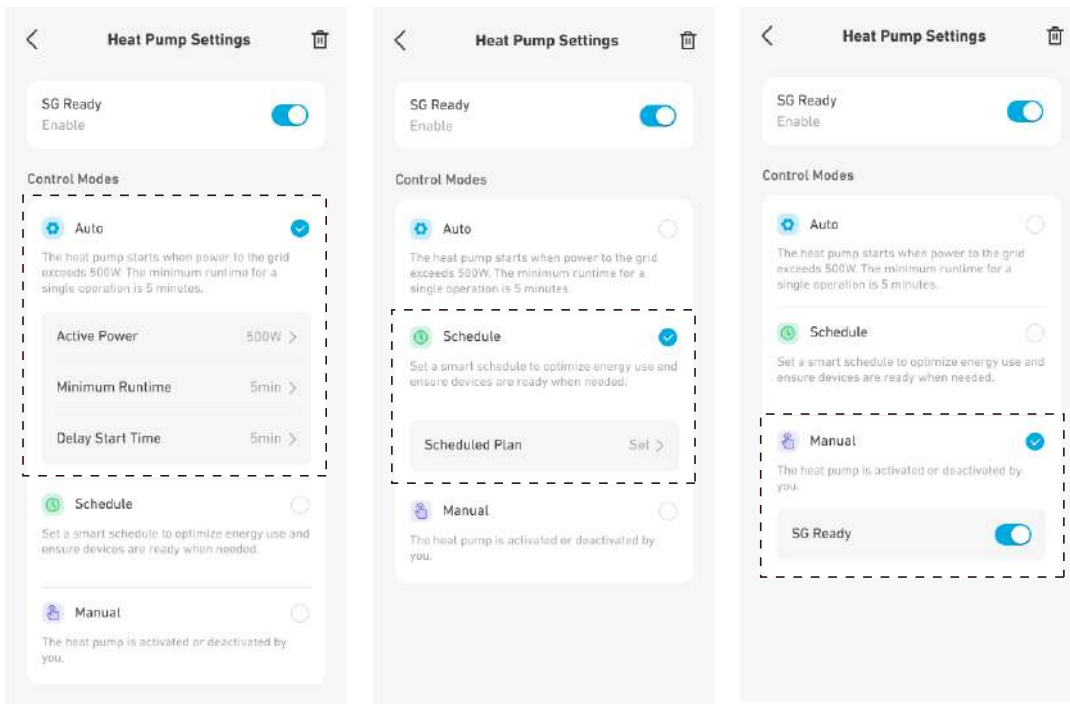 Heat Pump Settings
SG Ready
Enable
Control Modes
Auto
The heat pump starts when power to the grid
exceeds 500W. The minimum runtime for a
single operation is 5 minutes.
Active Power 500W >
Minimum Runtime 5min >
Delay Start Time 5min >
Schedule
Set a smart schedule to optimize energy use and
ensure devices are ready when needed.
Manual
The heat pump is activated or deactivated by
you.
Heat Pump Settings
SG Ready
Enable
Control Modes
Auto
The heat pump starts when power to the grid
exceeds 500W. The minimum runtime for a
single operation is 5 minutes.
Schedule
Set a smart schedule to optimize energy use and
ensure devices are ready when needed.
Scheduled Plan Set >
Manual
The heat pump is activated or deactivated by
you.
Heat Pump Settings
SG Ready
Enable
Control Modes
Auto
The heat pump starts when power to the grid
exceeds 500W. The minimum runtime for a
single operation is 5 minutes.
Schedule
Set a smart schedule to optimize energy use and
ensure devices are ready when needed.
Manual
The heat pump is activated or deactivated by
you.
SG Ready